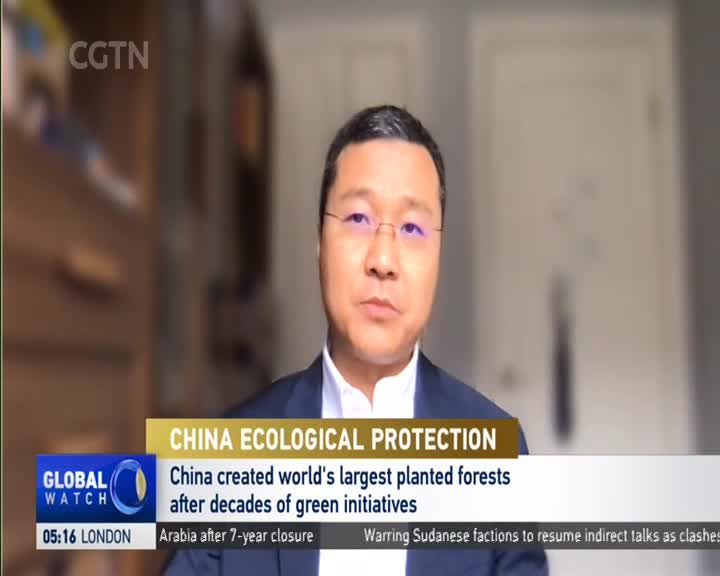 CGTN
CHINA ECOLOGICAL PROTECTION
GLOBAL
WATCH
China created world's largest planted forests
after decades of green initiatives
05:16 LONDON
Arabia after 7-year closure Warring Sudanese factions to resume indirect talks as clashes